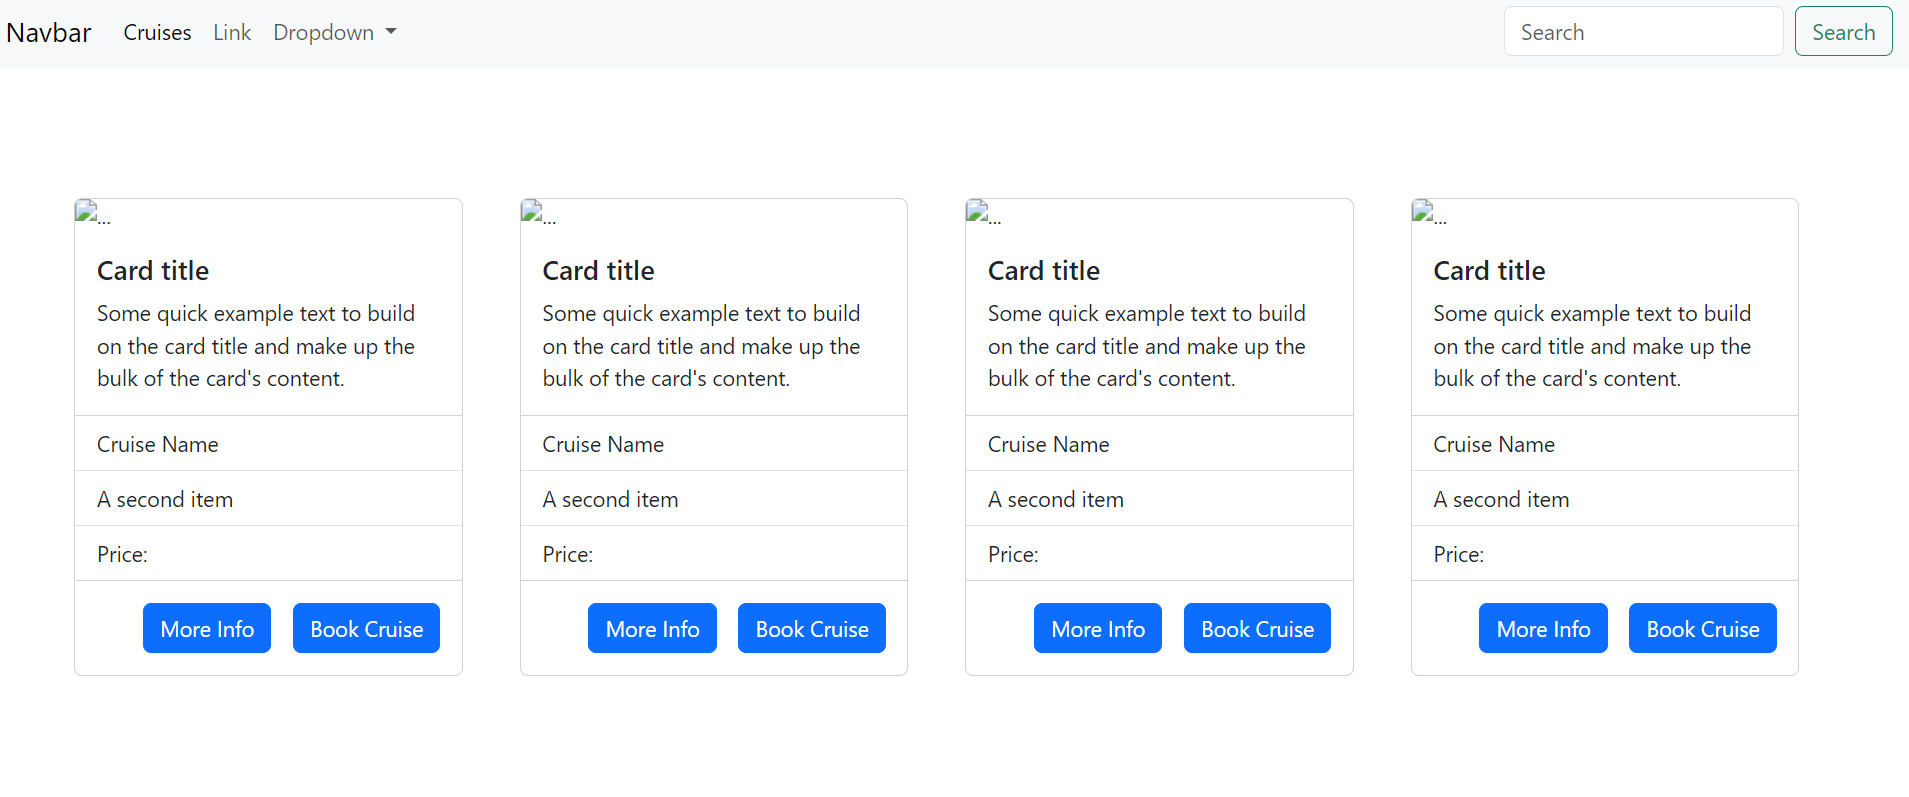 Navbar Cruises Link Dropdown Search Search
...
Card title
Some quick example text to build
on the card title and make up the
bulk of the card's content.
Cruise Name
A second item
Price:
More Info Book Cruise
...
Card title
Some quick example text to build
on the card title and make up the
bulk of the card's content.
Cruise Name
A second item
Price:
More Info Book Cruise
...
Card title
Some quick example text to build
on the card title and make up the
bulk of the card's content.
Cruise Name
A second item
Price:
More Info Book Cruise
...
Card title
Some quick example text to build
on the card title and make up the
bulk of the card's content.
Cruise Name
A second item
Price:
More Info Book Cruise